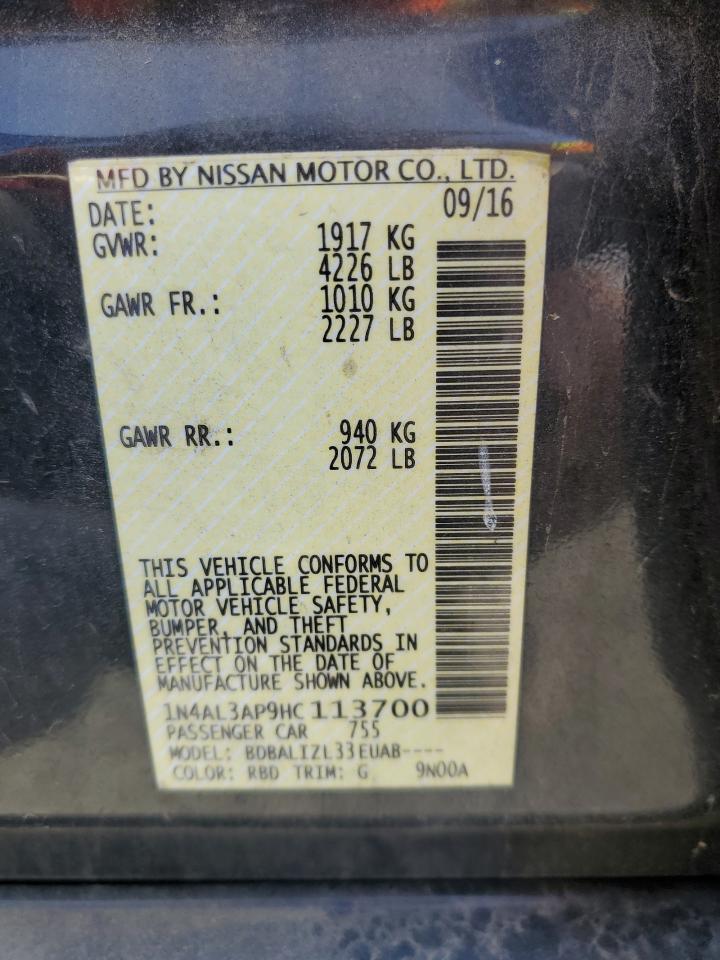 MFD BY NISSAN MOTOR CO., LTD.
DATE: 09/16
GVWR: 1917 KG
4226 LB
GAWR FR.: 1010 KG
2227 LB
GAWR RR.: 940 KG
2072 LB
THIS VEHICLE CONFORMS TO
ALL APPLICABLE FEDERAL
MOTOR VEHICLE SAFETY,
BUMPER, AND THEFT
PREVENTION STANDARDS IN
EFFECT ON THE DATE OF
MANUFACTURE SHOWN ABOVE.
1N4AL3AP9HC113700
PASSENGER CAR 755
MODEL: BDBALIZL33EUAB----
COLOR: RBD TRIM: G 9N00A